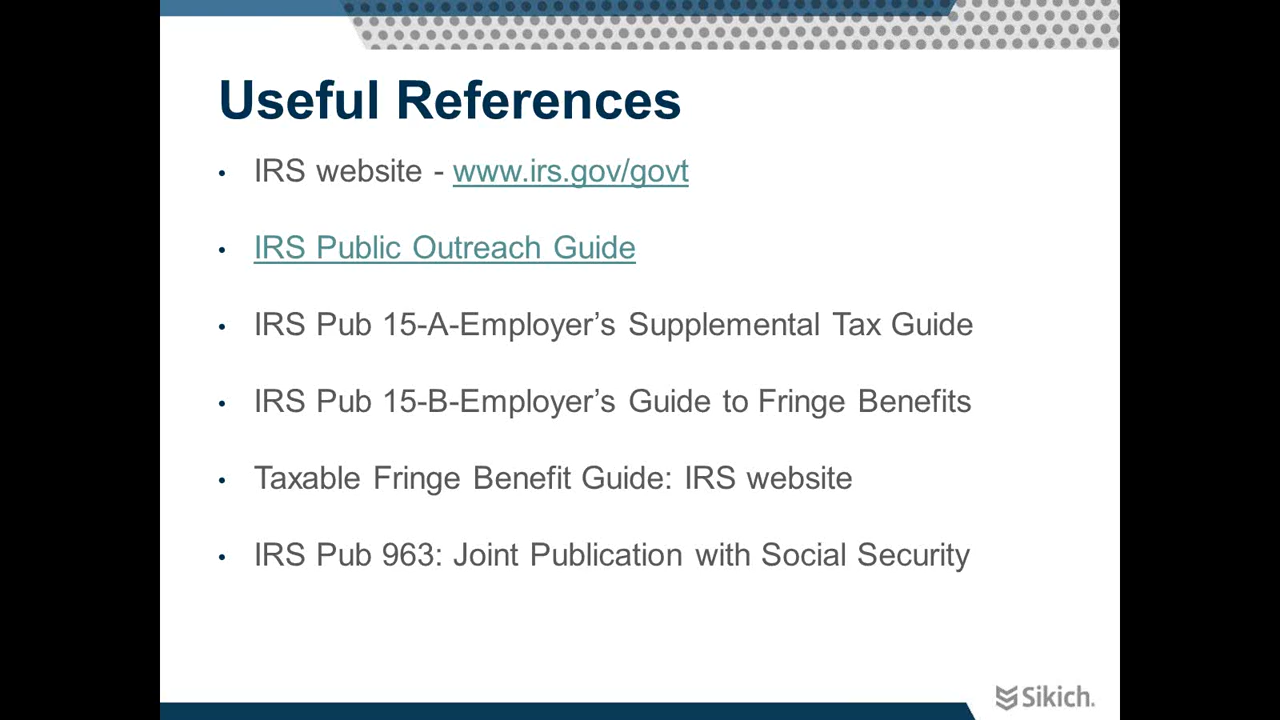 Useful References
• IRS website - www.irs.gov/govt
• IRS Public Outreach Guide
• IRS Pub 15-A-Employer’s Supplemental Tax Guide
• IRS Pub 15-B-Employer’s Guide to Fringe Benefits
• Taxable Fringe Benefit Guide: IRS website
• IRS Pub 963: Joint Publication with Social Security
Sikich.